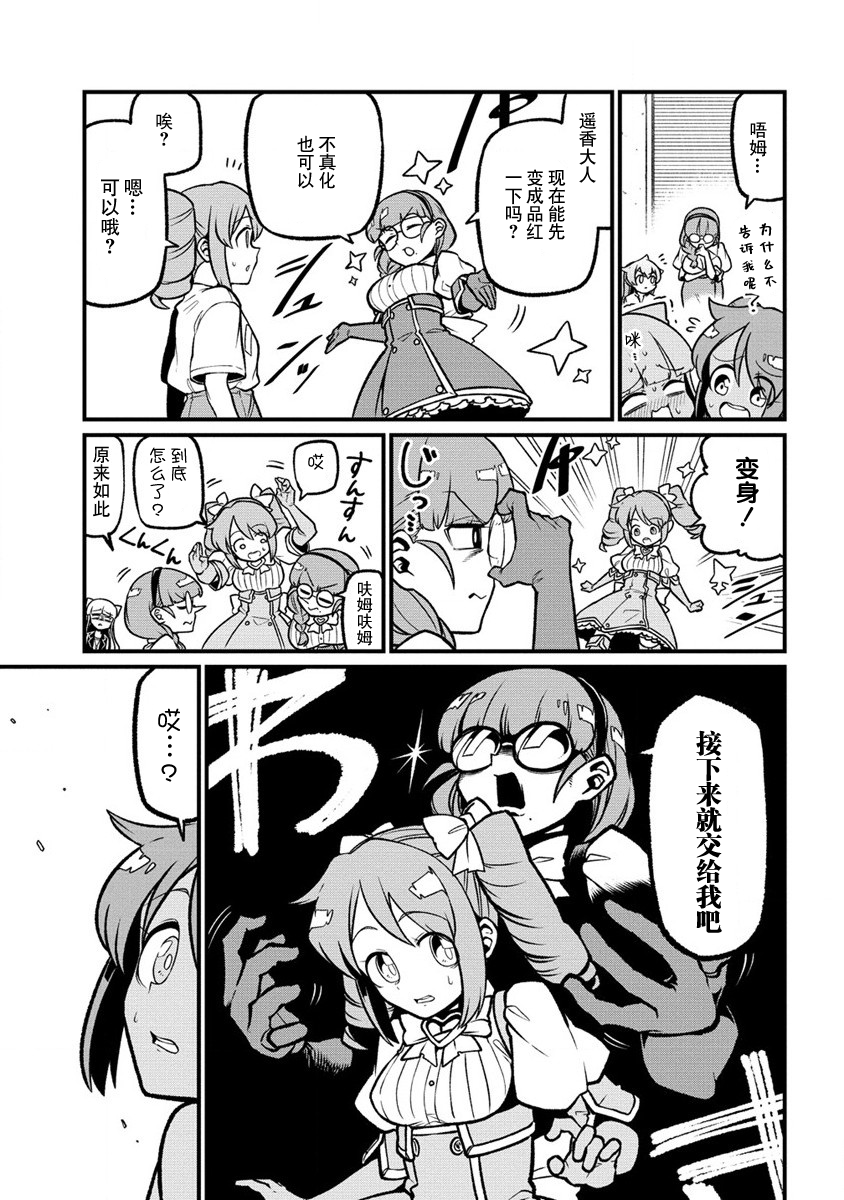 唔姆…
为什么不
告诉我呢？
咪
遥香大人
现在能先
变成品红
一下吗？
不真化
也可以
唉？
嗯…
可以哦？
变身！
じっ…
すんすん
哎
到底
怎么了？
呋姆呋姆
原来如此
くんくん
接下来就交给我吧
わきわき
哎…？